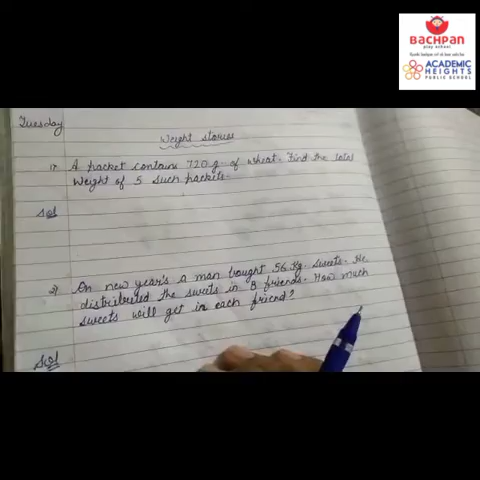 BACHPAN
play school
ACADEMIC
HEIGHTS
PUBLIC SCHOOL
Tuesday
Weight stories
1) A packet contains 720 g. of wheat. Find the total
weight of 5 such packets.
Sol
2) On new year's a man bought 56 Kg. sweets. He
distributed the sweets in 8 friends. How much
sweets will get in each friend?
Sol